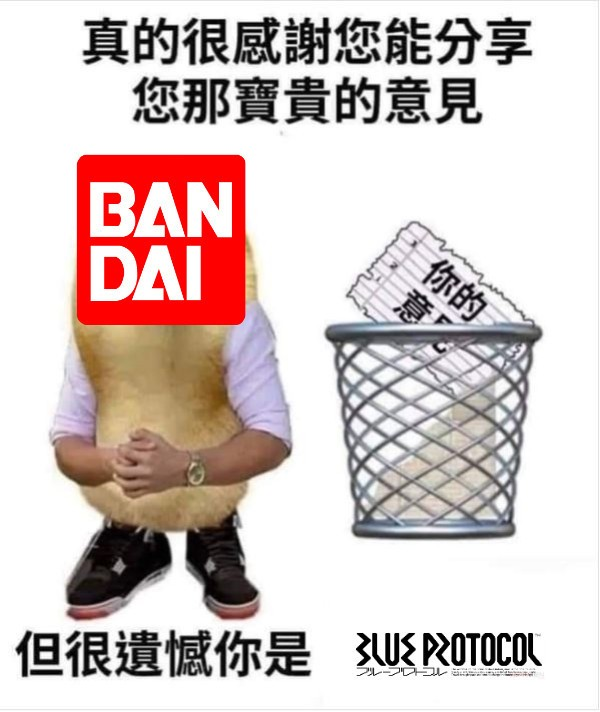 真的很感謝您能分享
您那寶貴的意見
BAN
DAI
你的
意見
但很遺憾你是
BLUE PROTOCOL
ブループロトコル